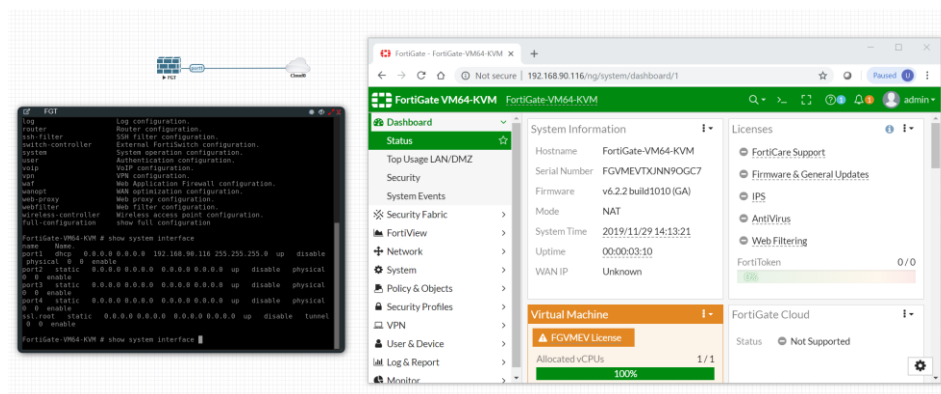 port1
FGT
Cloud0
FGT
log Log configuration.
router Router configuration.
ssh-filter SSH filter configuration.
switch-controller External FortiSwitch configuration.
system System operation configuration.
user Authentication configuration.
voip VoIP configuration.
vpn VPN configuration.
waf Web Application Firewall configuration.
wanopt WAN optimization configuration.
web-proxy Web proxy configuration.
webfilter Web filter configuration.
wireless-controller Wireless access point configuration.
full-configuration show full configuration
FortiGate-VM64-KVM # show system interface
name Name.
port1 dhcp 0.0.0.0 0.0.0.0 192.168.90.116 255.255.255.0 up disable
physical 0 0 enable
port2 static 0.0.0.0 0.0.0.0 0.0.0.0 0.0.0.0 up disable physical
0 0 enable
port3 static 0.0.0.0 0.0.0.0 0.0.0.0 0.0.0.0 up disable physical
0 0 enable
port4 static 0.0.0.0 0.0.0.0 0.0.0.0 0.0.0.0 up disable physical
0 0 enable
ssl.root static 0.0.0.0 0.0.0.0 0.0.0.0 0.0.0.0 up disable tunnel
0 0 enable
FortiGate-VM64-KVM # show system interface
FortiGate - FortiGate-VM64-KVM
Not secure | 192.168.90.116/ng/system/dashboard/1
Paused U
FortiGate VM64-KVM FortiGate-VM64-KVM
1 1 admin
Dashboard
Status
Top Usage LAN/DMZ
Security
System Events
Security Fabric
FortiView
Network
System
Policy & Objects
Security Profiles
VPN
User & Device
Log & Report
Monitor
System Information
Hostname FortiGate-VM64-KVM
Serial Number FGVMEVTXJNN9OGC7
Firmware v6.2.2 build1010 (GA)
Mode NAT
System Time 2019/11/29 14:13:21
Uptime 00:00:03:10
WAN IP Unknown
Licenses
FortiCare Support
Firmware & General Updates
IPS
AntiVirus
Web Filtering
FortiToken 0/0
Virtual Machine
FGVMEV License
Allocated vCPUs 1/1
100%
FortiGate Cloud
Status Not Supported